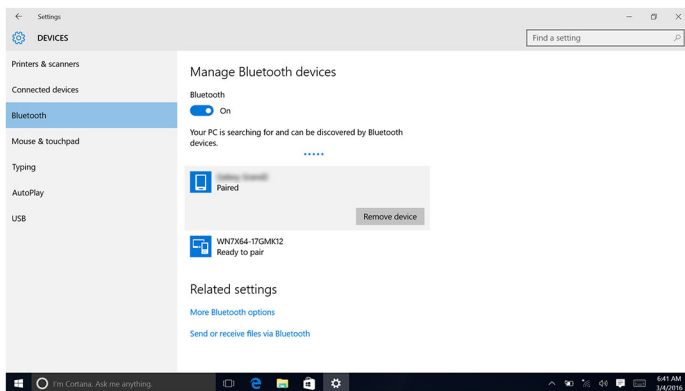 Settings
DEVICES
Find a setting
Printers & scanners
Connected devices
Bluetooth
Mouse & touchpad
Typing
AutoPlay
USB
Manage Bluetooth devices
Bluetooth
On
Your PC is searching for and can be discovered by Bluetooth
devices.
Paired
Remove device
WN7X64-17GMK12
Ready to pair
Related settings
More Bluetooth options
Send or receive files via Bluetooth
I'm Cortana. Ask me anything.
6:41 AM
3/4/2016